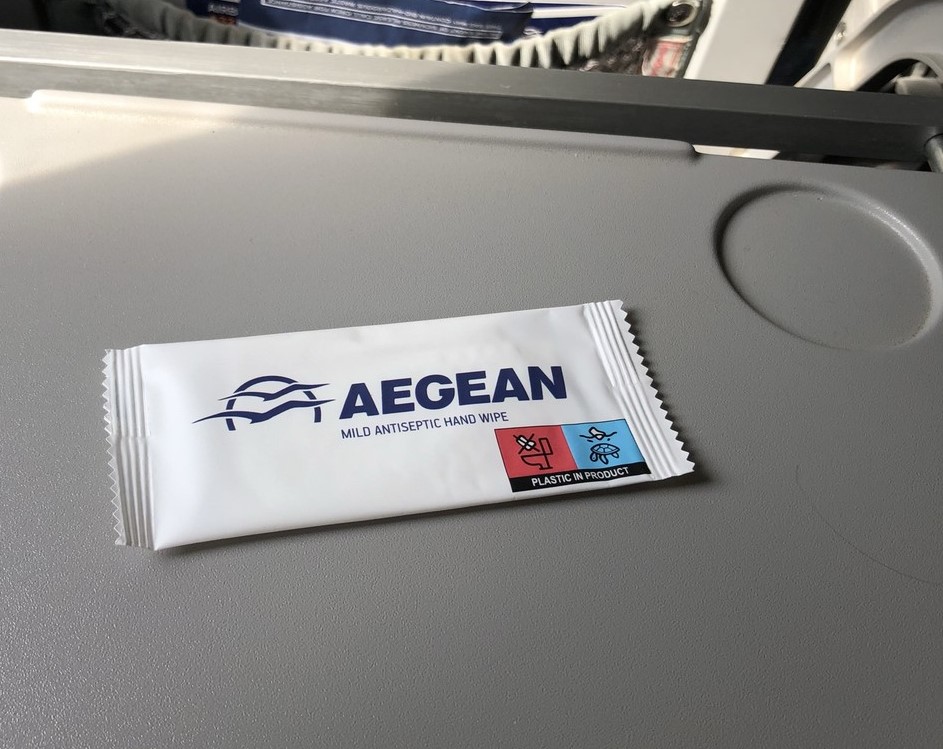 AEGEAN
MILD ANTISEPTIC HAND WIPE
PLASTIC IN PRODUCT